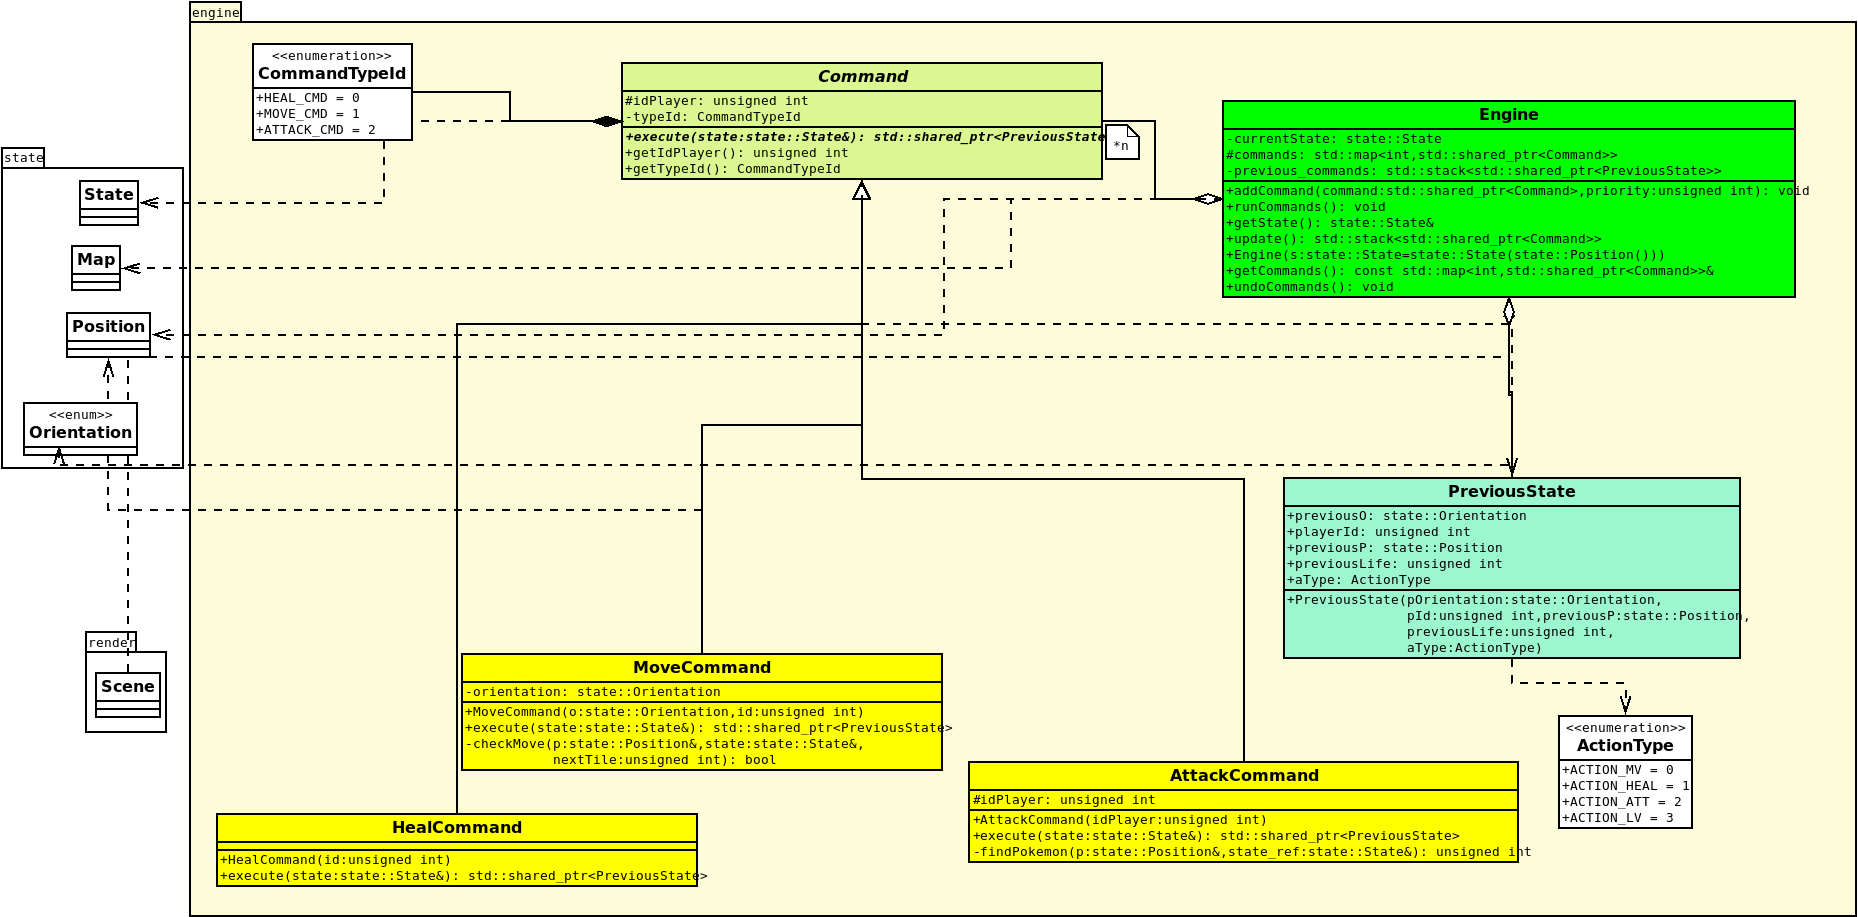 engine
<<enumeration>>
CommandTypeId
+HEAL_CMD = 0
+MOVE_CMD = 1
+ATTACK_CMD = 2
Command
#idPlayer: unsigned int
-typeId: CommandTypeId
+execute(state:state::State&): std::shared_ptr<PreviousState
+getIdPlayer(): unsigned int
+getTypeId(): CommandTypeId
*n
Engine
-currentState: state::State
#commands: std::map<int,std::shared_ptr<Command>>
-previous_commands: std::stack<std::shared_ptr<PreviousState>>
+addCommand(command:std::shared_ptr<Command>,priority:unsigned int): void
+runCommands(): void
+getState(): state::State&
+update(): std::stack<std::shared_ptr<Command>>
+Engine(s:state::State=state::State(state::Position()))
+getCommands(): const std::map<int,std::shared_ptr<Command>>&
+undoCommands(): void
state
State
Map
Position
<<enum>>
Orientation
render
Scene
PreviousState
+previousO: state::Orientation
+playerId: unsigned int
+previousP: state::Position
+previousLife: unsigned int
+aType: ActionType
+PreviousState(pOrientation:state::Orientation,
pId:unsigned int,previousP:state::Position,
previousLife:unsigned int,
aType:ActionType)
MoveCommand
-orientation: state::Orientation
+MoveCommand(o:state::Orientation,id:unsigned int)
+execute(state:state::State&): std::shared_ptr<PreviousState>
-checkMove(p:state::Position&,state:state::State&,
nextTile:unsigned int): bool
<<enumeration>>
ActionType
+ACTION_MV = 0
+ACTION_HEAL = 1
+ACTION_ATT = 2
+ACTION_LV = 3
AttackCommand
#idPlayer: unsigned int
+AttackCommand(idPlayer:unsigned int)
+execute(state:state::State&): std::shared_ptr<PreviousState>
-findPokemon(p:state::Position&,state_ref:state::State&): unsigned int
HealCommand
+HealCommand(id:unsigned int)
+execute(state:state::State&): std::shared_ptr<PreviousState>